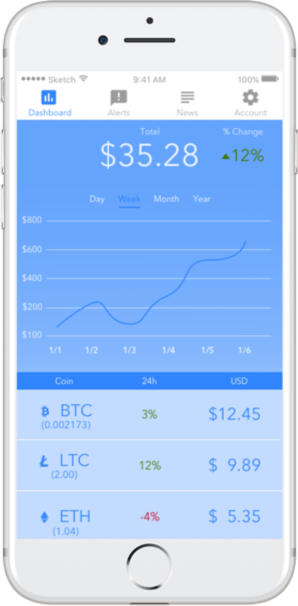 Sketch 9:41 AM 100%
Dashboard Alerts News Account
Total % Change
$35.28 12%
Day Week Month Year
$800
$600
$400
$200
$100
1/1 1/2 1/3 1/4 1/5 1/6
Coin 24h USD
BTC 3% $12.45
(0.002173)
LTC 12% $ 9.89
(2.00)
ETH -4% $ 5.35
(1.04)